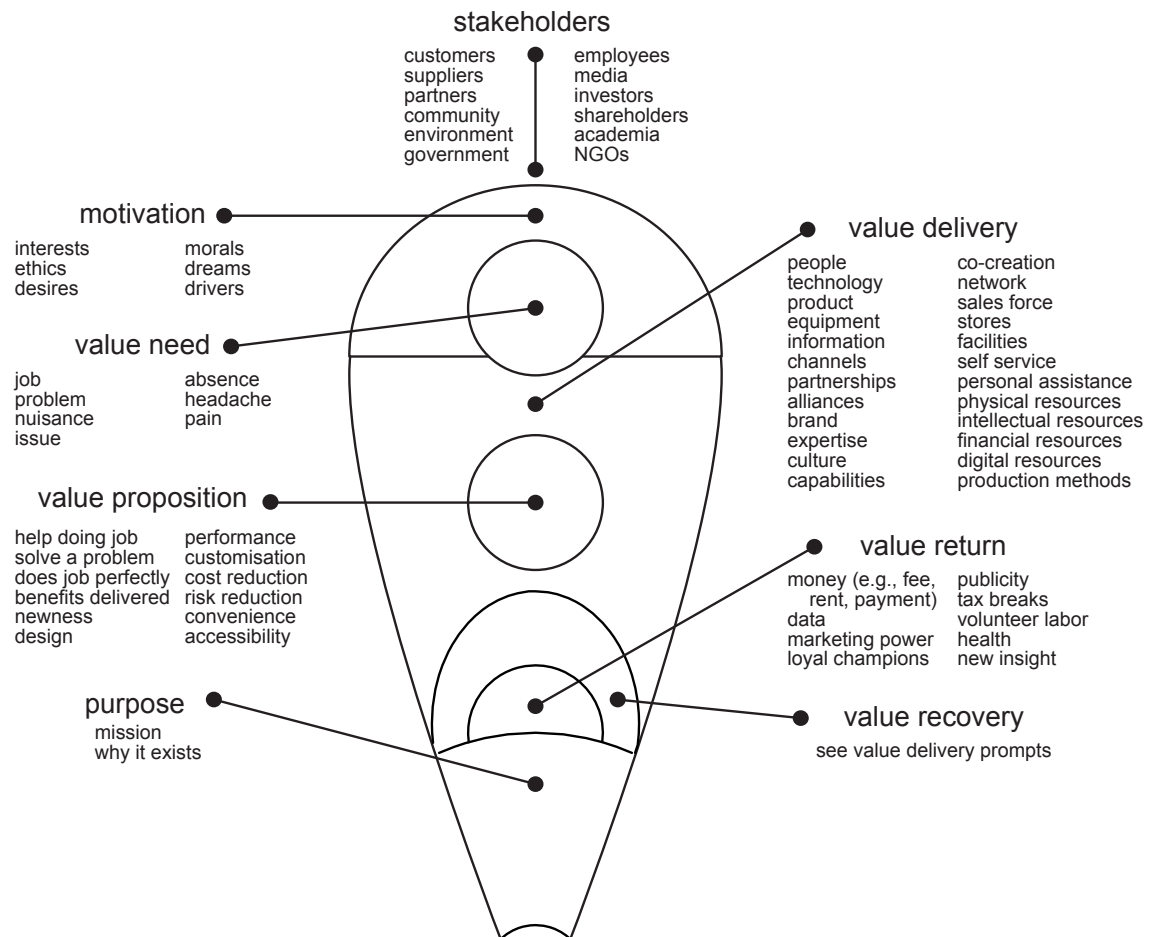 stakeholders
customers
suppliers
partners
community
environment
government
employees
media
investors
shareholders
academia
NGOs
motivation
interests
ethics
desires
morals
dreams
drivers
value need
job
problem
nuisance
issue
absence
headache
pain
value proposition
help doing job
solve a problem
does job perfectly
benefits delivered
newness
design
performance
customisation
cost reduction
risk reduction
convenience
accessibility
purpose
mission
why it exists
value delivery
people
technology
product
equipment
information
channels
partnerships
alliances
brand
expertise
culture
capabilities
co-creation
network
sales force
stores
facilities
self service
personal assistance
physical resources
intellectual resources
financial resources
digital resources
production methods
value return
money (e.g., fee,
rent, payment)
data
marketing power
loyal champions
publicity
tax breaks
volunteer labor
health
new insight
value recovery
see value delivery prompts